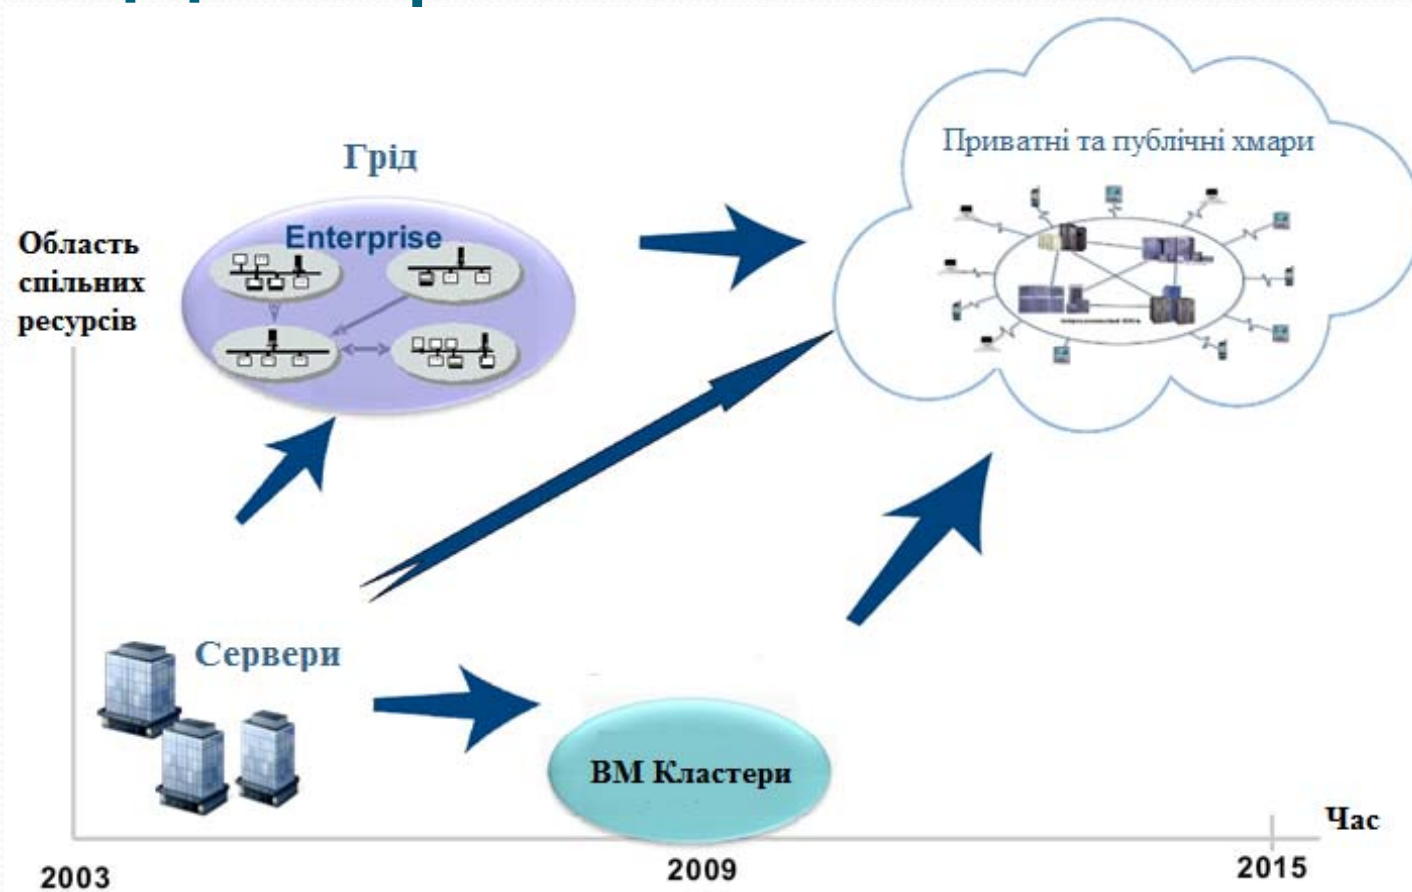 Грід
Приватні та публічні хмари
Enterprise
Область
спільних
ресурсів
Сервери
ВМ Кластери
Час
2003
2009
2015